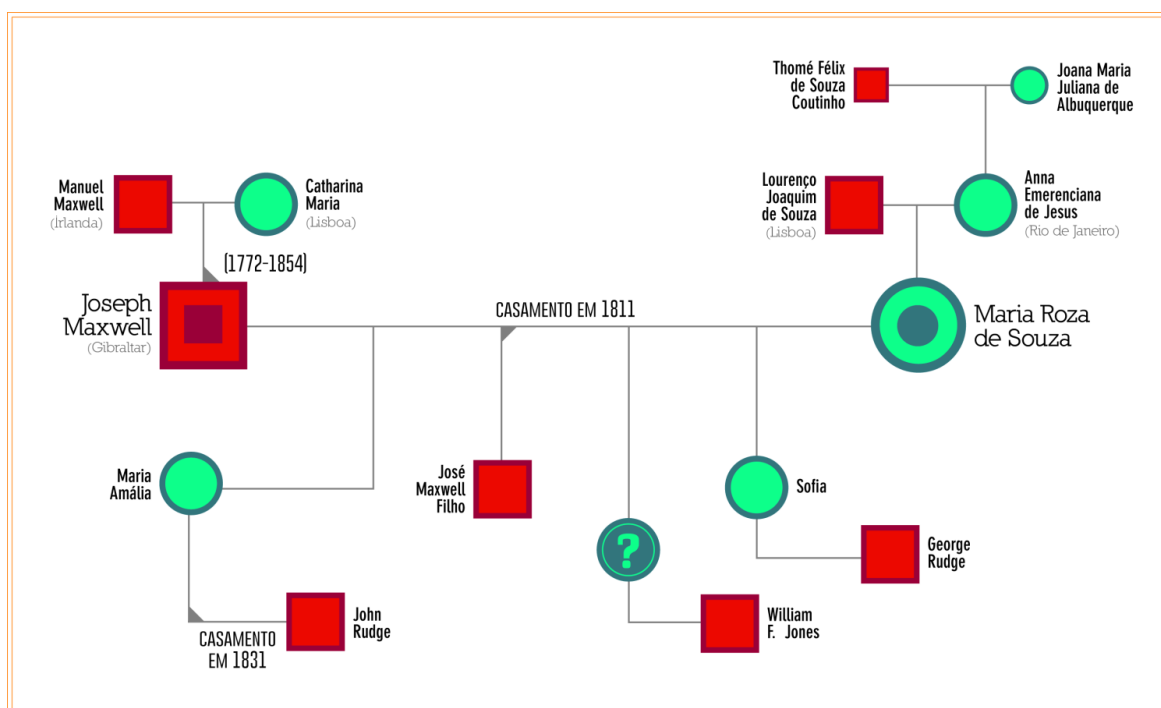 Thomé Félix
de Souza
Coutinho
Joana Maria
Juliana de
Albuquerque
Manuel
Maxwell
(Irlanda)
Catharina
Maria
(Lisboa)
Lourenço
Joaquim
de Souza
(Lisboa)
Anna
Emerenciana
de Jesus
(Rio de Janeiro)
(1772-1854)
Joseph
Maxwell
(Gibraltar)
CASAMENTO EM 1811
Maria Roza
de Souza
Maria
Amália
José
Maxwell
Filho
?
Sofia
George
Rudge
John
Rudge
CASAMENTO
EM 1831
William
F. Jones